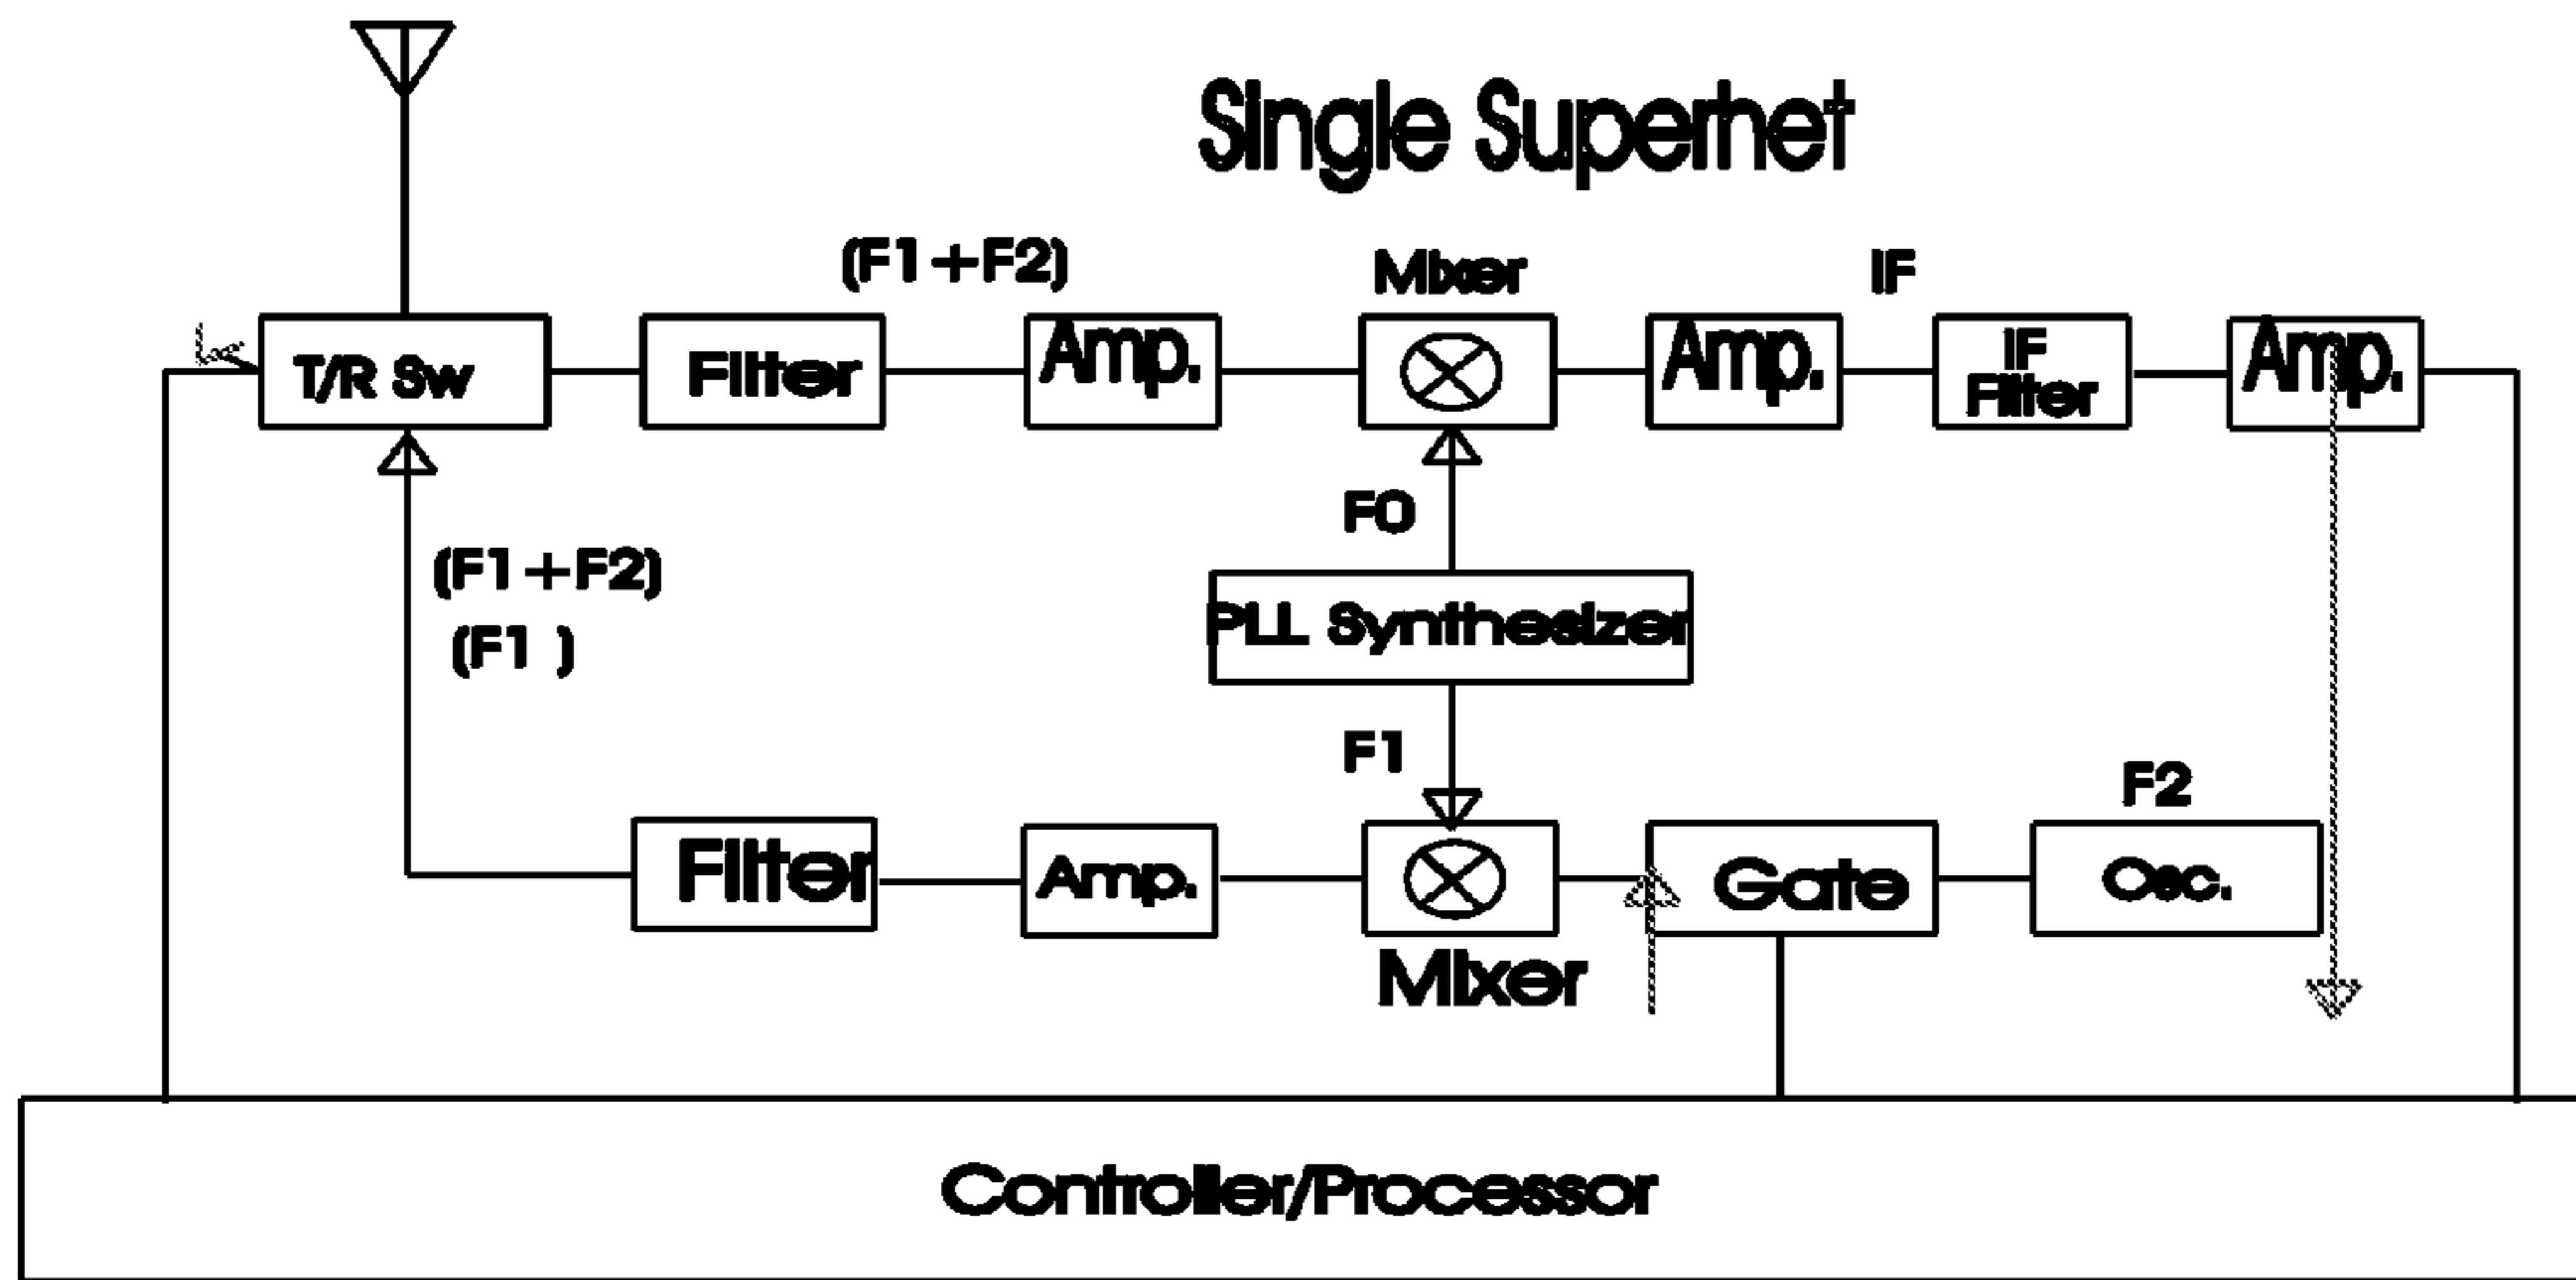 Single Superhet
(F1+F2)
Mixer
IF
T/R Sw
Filter
Amp.
Amp.
IF
Filter
Amp.
F0
(F1+F2)
(F1 )
PLL Synthesizer
F1
F2
Filter
Amp.
Gate
Osc.
Mixer
Controller/Processor